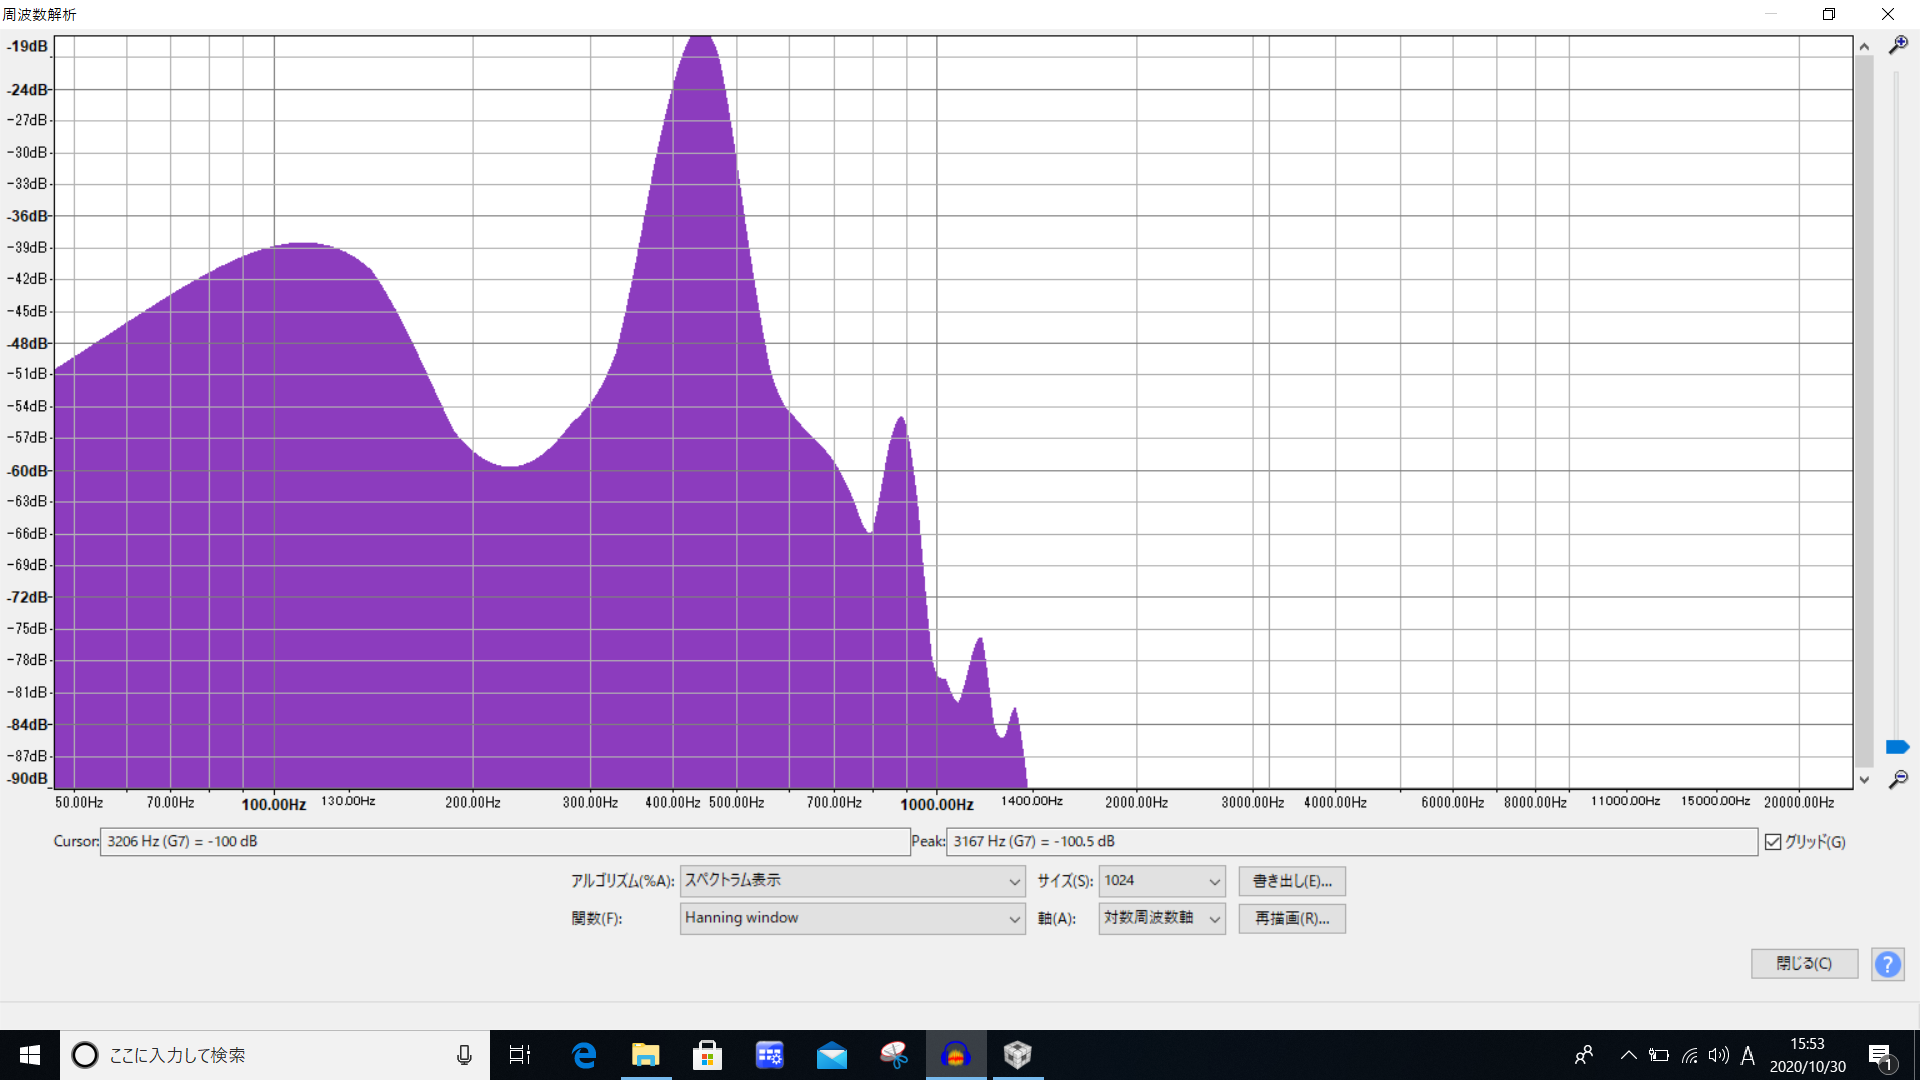 周波数解析
-19dB
-24dB
-27dB
-30dB
-33dB
-36dB
-39dB
-42dB
-45dB
-48dB
-51dB
-54dB
-57dB
-60dB
-63dB
-66dB
-69dB
-72dB
-75dB
-78dB
-81dB
-84dB
-87dB
-90dB
50.00Hz 70.00Hz 100.00Hz 130.00Hz 200.00Hz 300.00Hz 400.00Hz 500.00Hz 700.00Hz 1000.00Hz 1400.00Hz 2000.00Hz 3000.00Hz 4000.00Hz 6000.00Hz 8000.00Hz 11000.00Hz 15000.00Hz 20000.00Hz
Cursor: 3206 Hz (G7) = -100 dB Peak: 3167 Hz (G7) = -100.5 dB グリッド(G)
アルゴリズム(%A): スペクトラム表示 サイズ(S): 1024 書き出し(E)...
関数(F): Hanning window 軸(A): 対数周波数軸 再描画(R)...
閉じる(C) ?
ここに入力して検索
A
15:53
2020/10/30
1